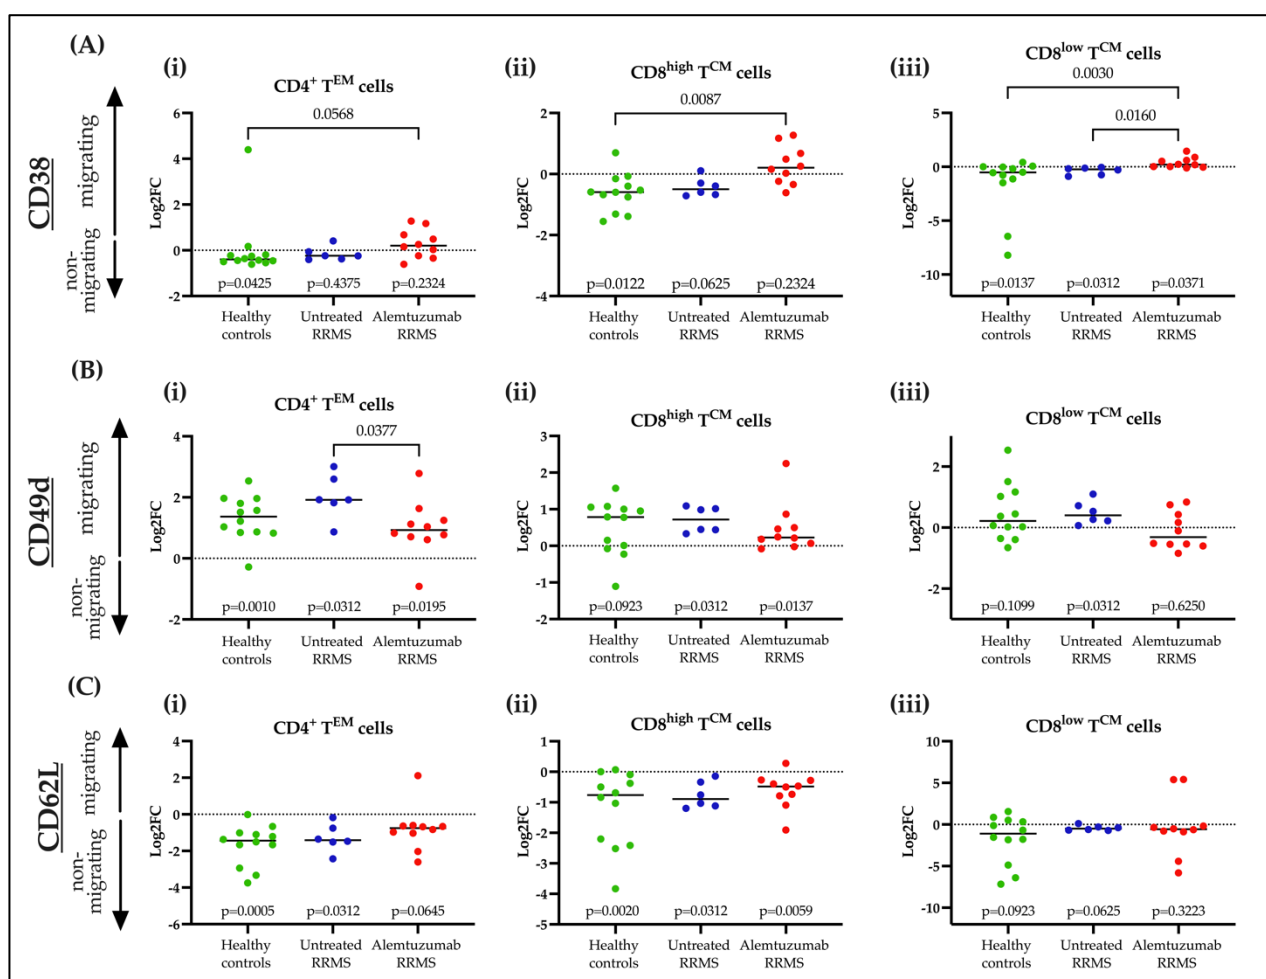 (A)
CD38
non-
migrating
migrating
(i)
CD4+ TEM cells
0.0568
Log2FC
6
4
2
0
-2
p=0.0425
p=0.4375
p=0.2324
Healthy
controls
Untreated
RRMS
Alemtuzumab
RRMS
(ii)
CD8high TCM cells
0.0087
Log2FC
2
0
-2
-4
p=0.0122
p=0.0625
p=0.2324
Healthy
controls
Untreated
RRMS
Alemtuzumab
RRMS
(iii)
CD8low TCM cells
0.0030
0.0160
Log2FC
5
0
-5
-10
p=0.0137
p=0.0312
p=0.0371
Healthy
controls
Untreated
RRMS
Alemtuzumab
RRMS
(B)
CD49d
non-
migrating
migrating
(i)
CD4+ TEM cells
0.0377
Log2FC
4
2
0
-2
p=0.0010
p=0.0312
p=0.0195
Healthy
controls
Untreated
RRMS
Alemtuzumab
RRMS
(ii)
CD8high TCM cells
Log2FC
3
2
1
0
-1
-2
p=0.0923
p=0.0312
p=0.0137
Healthy
controls
Untreated
RRMS
Alemtuzumab
RRMS
(iii)
CD8low TCM cells
Log2FC
2
0
-2
p=0.1099
p=0.0312
p=0.6250
Healthy
controls
Untreated
RRMS
Alemtuzumab
RRMS
(C)
CD62L
non-
migrating
migrating
(i)
CD4+ TEM cells
Log2FC
4
2
0
-2
-4
-6
p=0.0005
p=0.0312
p=0.0645
Healthy
controls
Untreated
RRMS
Alemtuzumab
RRMS
(ii)
CD8high TCM cells
Log2FC
1
0
-1
-2
-3
-4
-5
p=0.0020
p=0.0312
p=0.0059
Healthy
controls
Untreated
RRMS
Alemtuzumab
RRMS
(iii)
CD8low TCM cells
Log2FC
10
5
0
-5
-10
p=0.0923
p=0.0625
p=0.3223
Healthy
controls
Untreated
RRMS
Alemtuzumab
RRMS